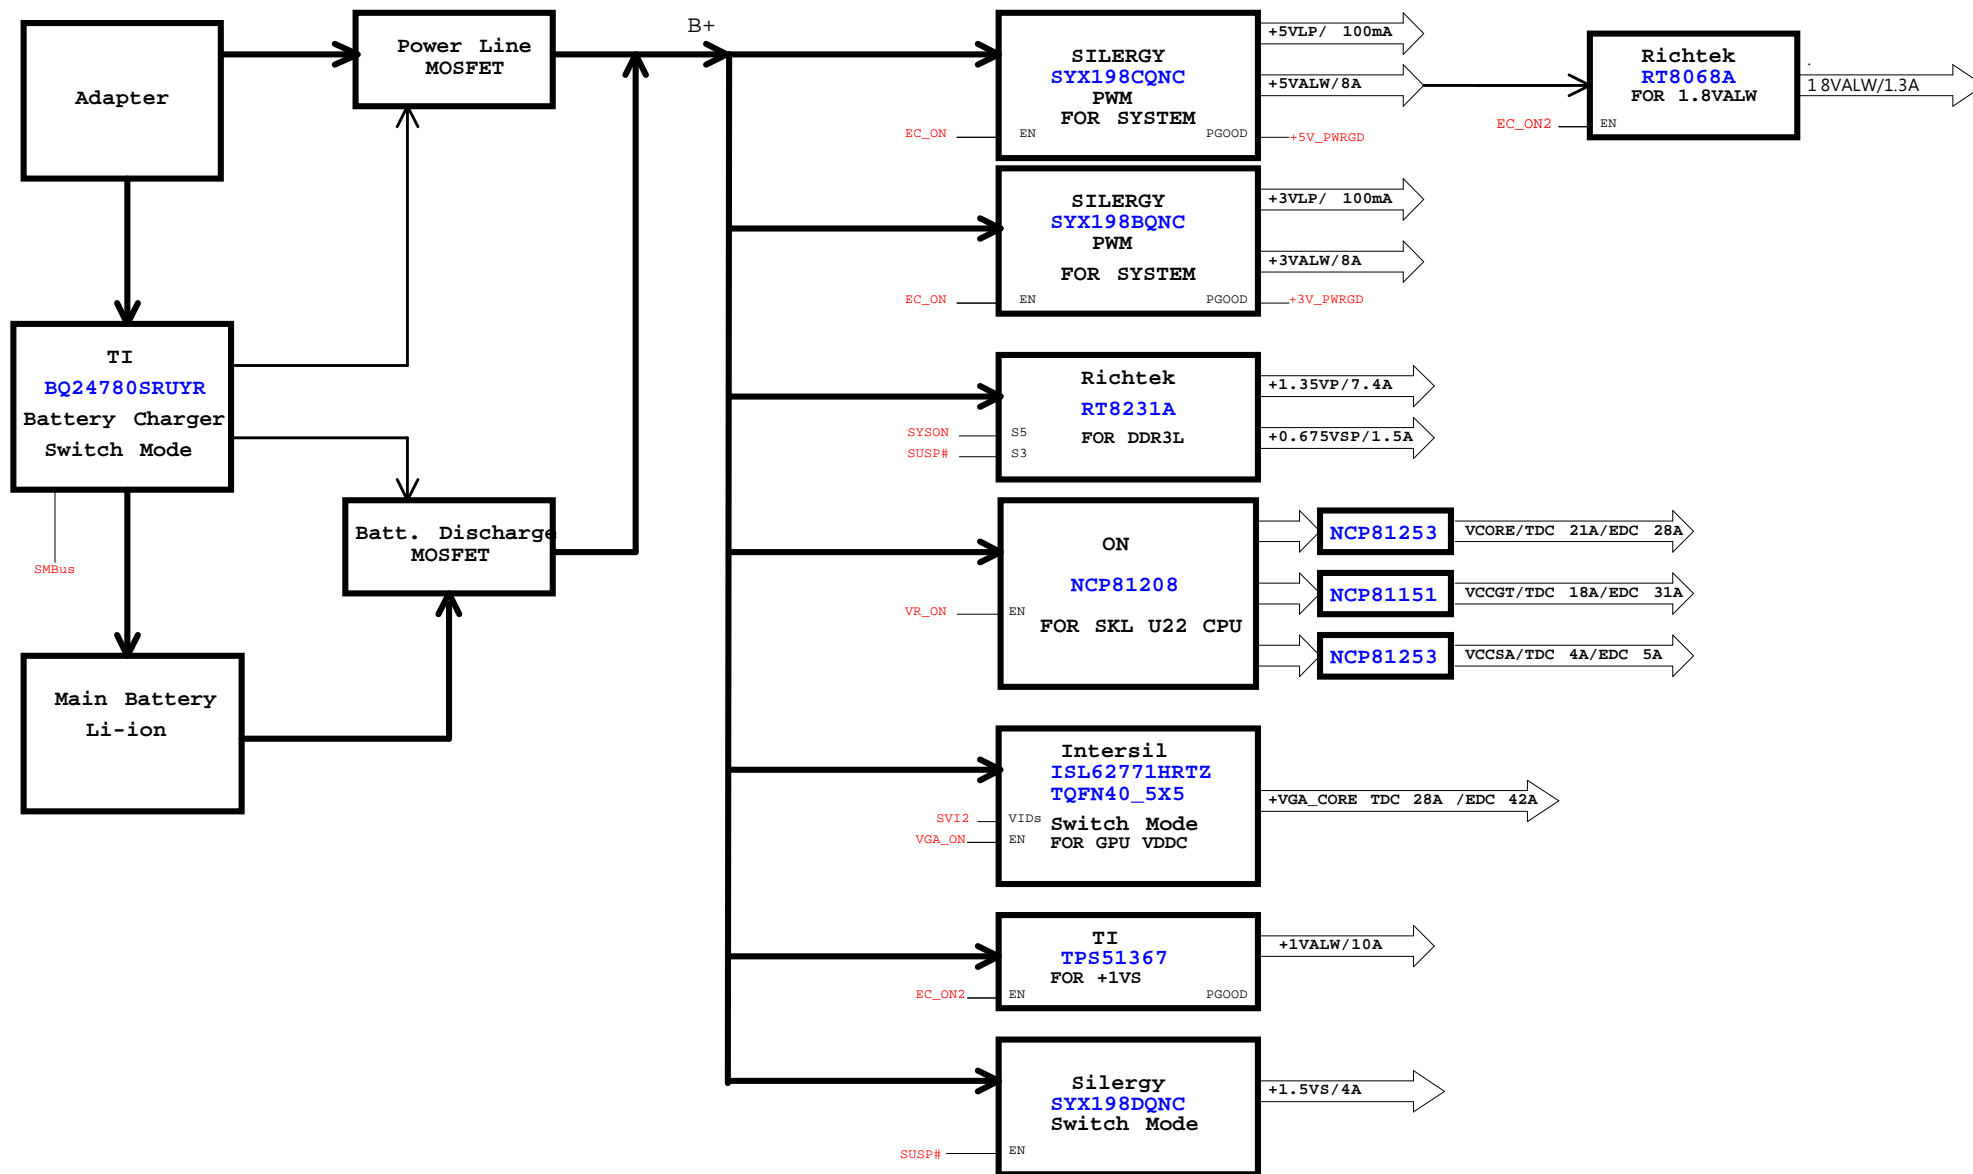 Adapter
Power Line
MOSFET
B+
TI
BQ24780SRUYR
Battery Charger
Switch Mode
SMBus
Batt. Discharge
MOSFET
Main Battery
Li-ion
SILERGY
SYX198CQNC
PWM
FOR SYSTEM
EC_ON
EN
PGOOD
+5VLP/ 100mA
+5VALW/8A
+5V_PWRGD
Richtek
RT8068A
FOR 1.8VALW
EC_ON2
EN
.
1 8VALW/1.3A
SILERGY
SYX198BQNC
PWM
FOR SYSTEM
EC_ON
EN
PGOOD
+3VLP/ 100mA
+3VALW/8A
+3V_PWRGD
Richtek
RT8231A
FOR DDR3L
SYSON
S5
SUSP#
S3
+1.35VP/7.4A
+0.675VSP/1.5A
ON
NCP81208
FOR SKL U22 CPU
VR_ON
EN
NCP81253
VCORE/TDC 21A/EDC 28A
NCP81151
VCCGT/TDC 18A/EDC 31A
NCP81253
VCCSA/TDC 4A/EDC 5A
Intersil
ISL62771HRTZ
TQFN40_5X5
Switch Mode
FOR GPU VDDC
SVI2
VIDs
VGA_ON
EN
+VGA_CORE TDC 28A /EDC 42A
TI
TPS51367
FOR +1VS
EC_ON2
EN
PGOOD
+1VALW/10A
Silergy
SYX198DQNC
Switch Mode
SUSP#
EN
+1.5VS/4A